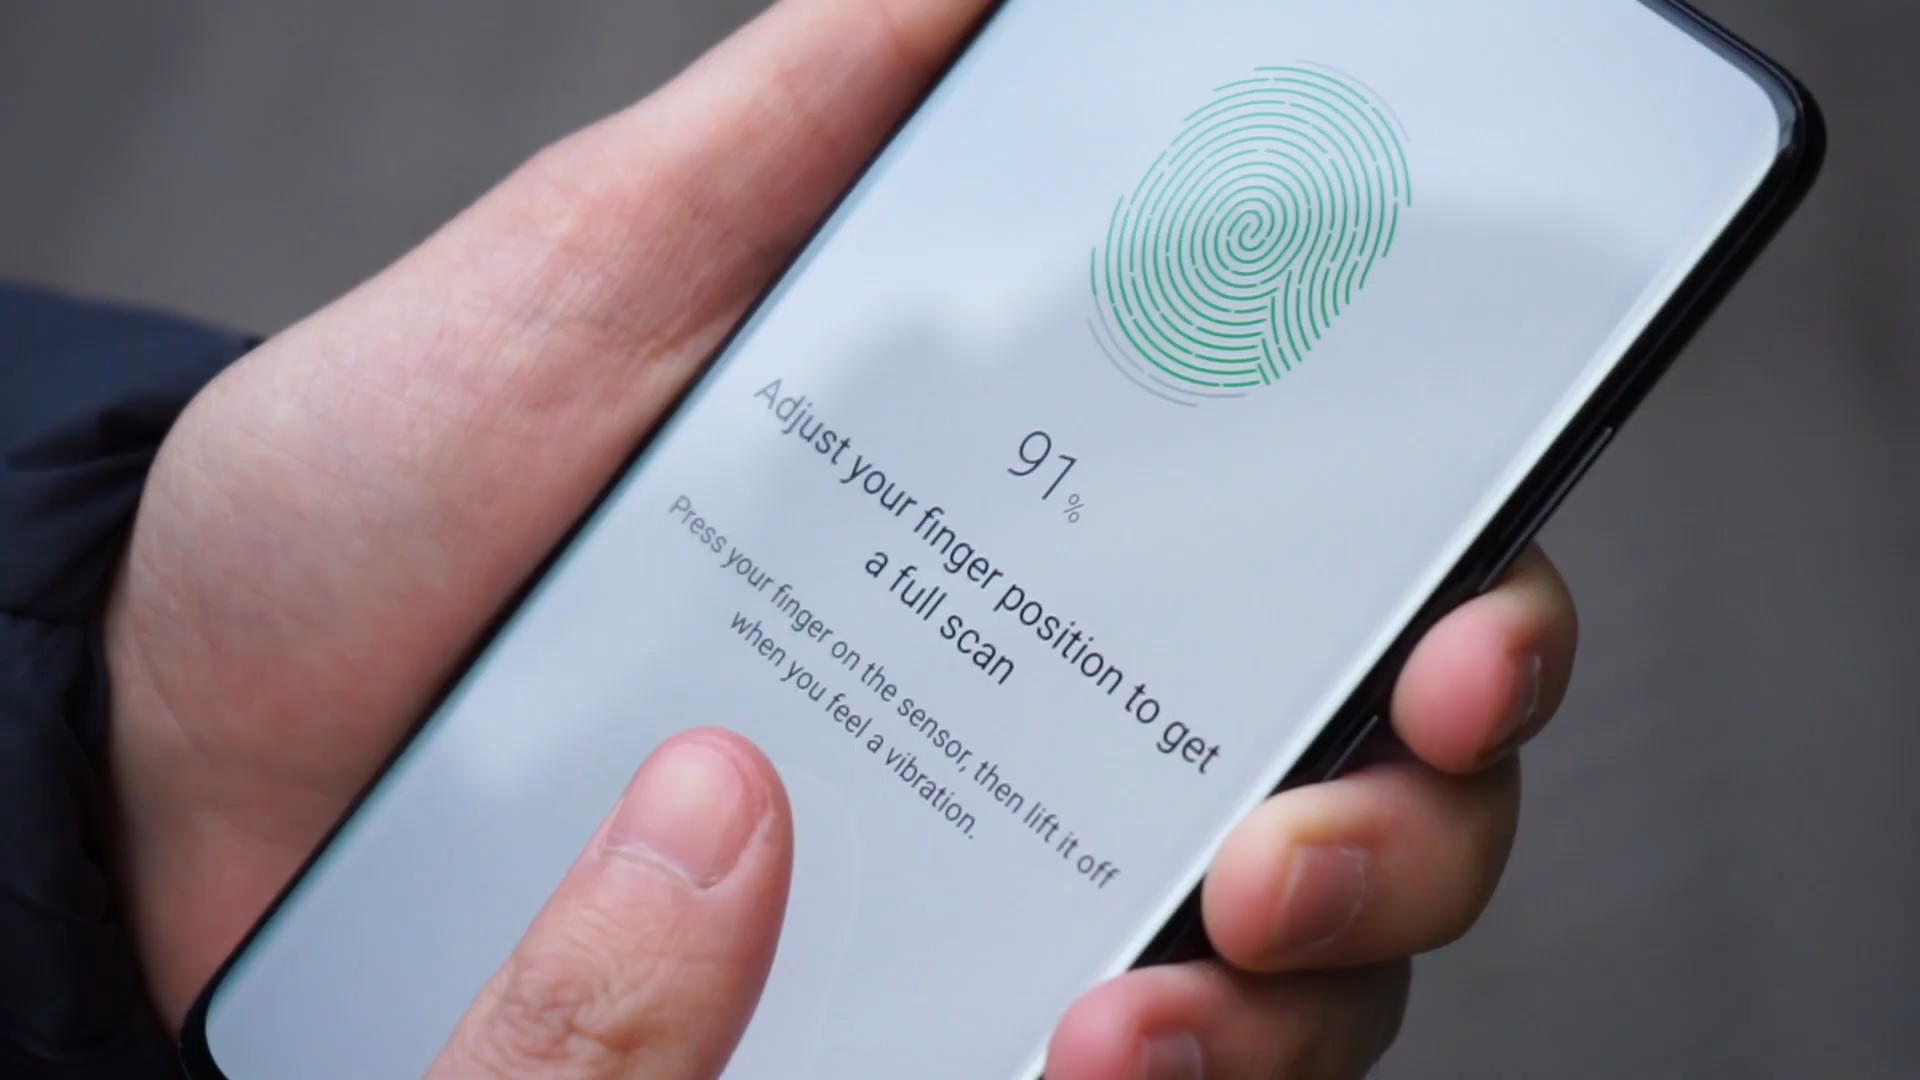 91%
Adjust your finger position to get
a full scan
Press your finger on the sensor, then lift it off
when you feel a vibration.